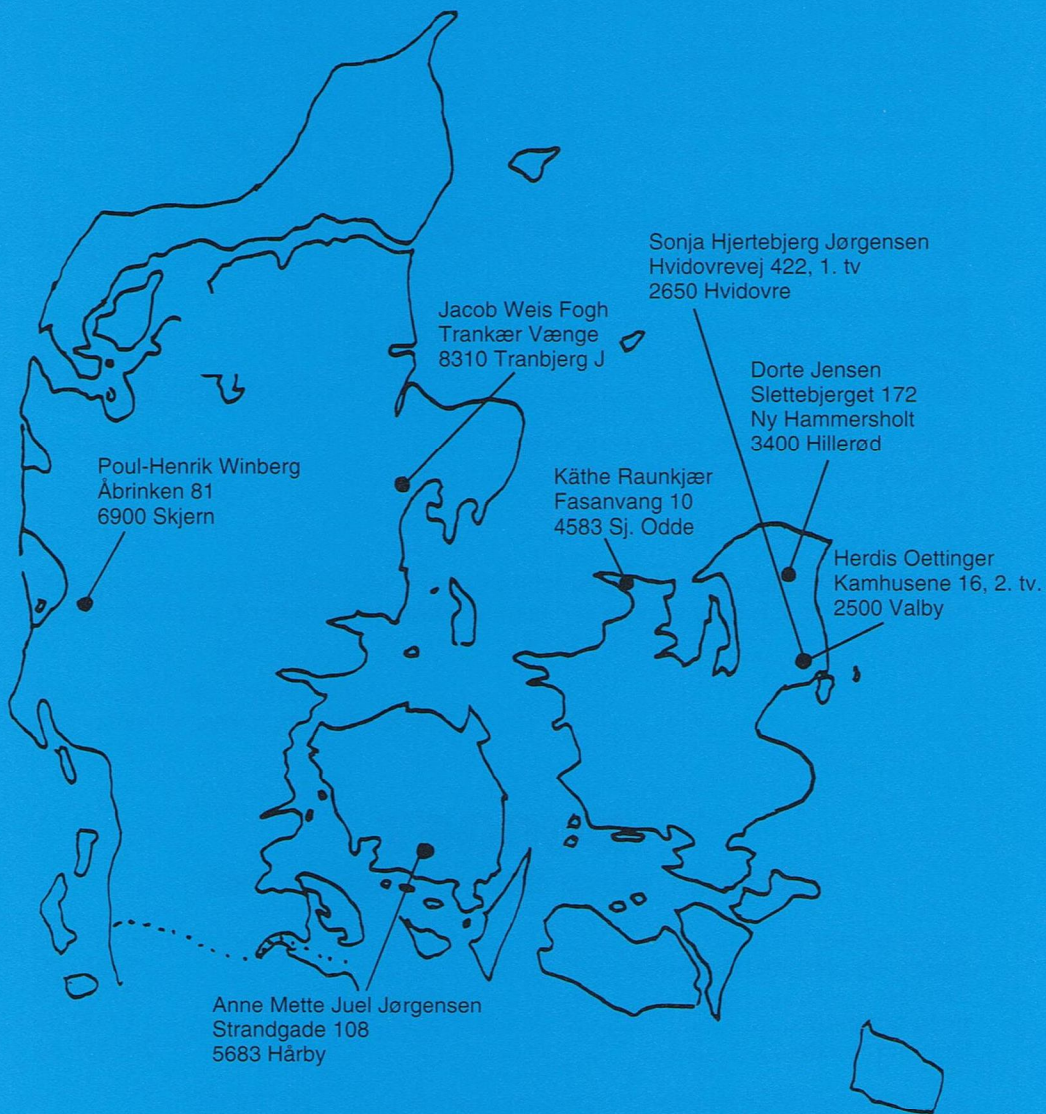 Sonja Hjertebjerg Jørgensen
Hvidovrevej 422, 1. tv
2650 Hvidovre
Jacob Weis Fogh
Trankær Vænge
8310 Tranbjerg J
Dorte Jensen
Slettebjerget 172
Ny Hammersholt
3400 Hillerød
Poul-Henrik Winberg
Åbrinken 81
6900 Skjern
Käthe Raunkjær
Fasanvang 10
4583 Sj. Odde
Herdis Oettinger
Kamhusene 16, 2. tv.
2500 Valby
Anne Mette Juel Jørgensen
Strandgade 108
5683 Hårby